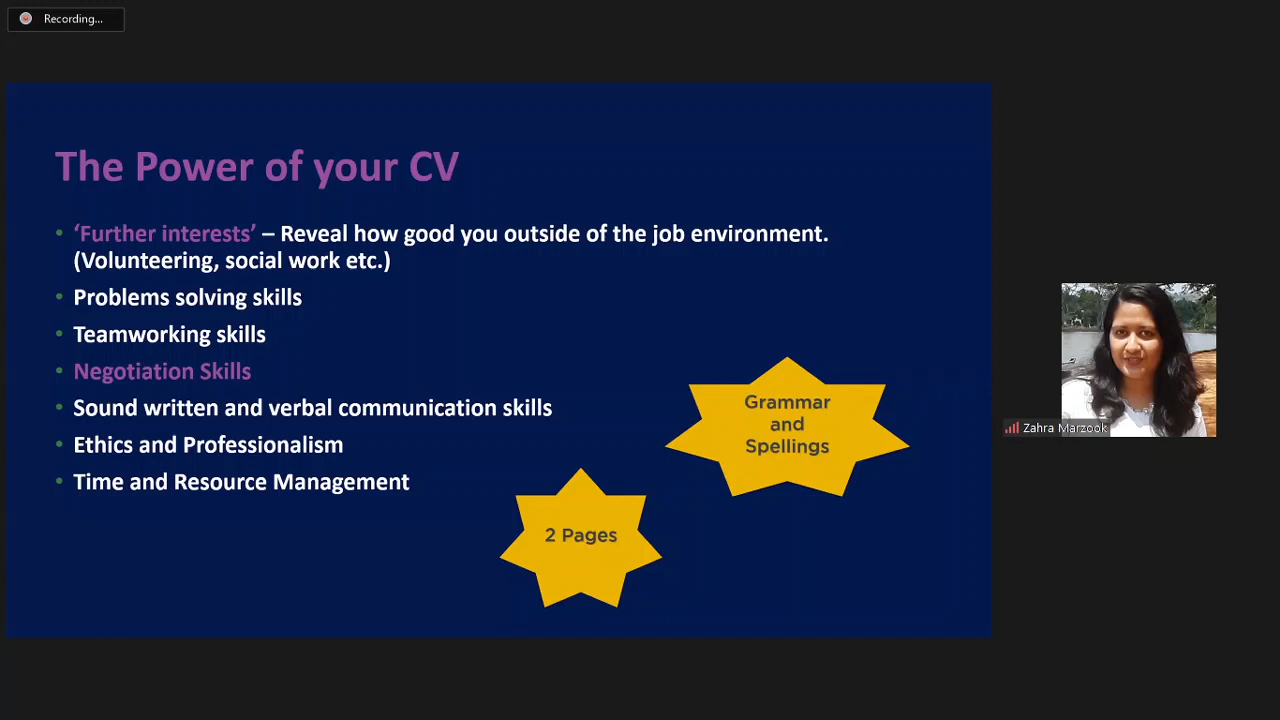 Recording...
The Power of your CV
• ‘Further interests’ – Reveal how good you outside of the job environment.
(Volunteering, social work etc.)
• Problems solving skills
• Teamworking skills
• Negotiation Skills
• Sound written and verbal communication skills
• Ethics and Professionalism
• Time and Resource Management
Grammar
and
Spellings
2 Pages
Zahra Marzook